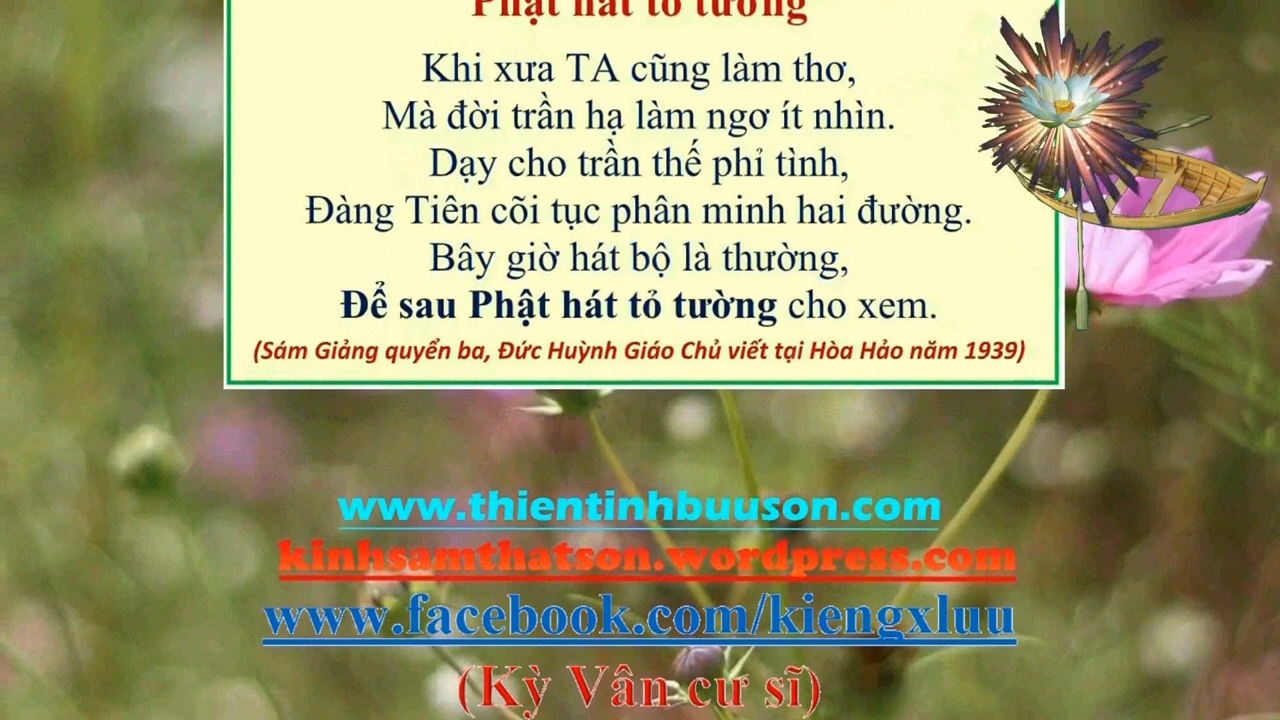 Phật hát tỏ tường
Khi xưa TA cũng làm thơ,
Mà đời trần hạ làm ngơ ít nhìn.
Dạy cho trần thế phỉ tình,
Đàng Tiên cõi tục phân minh hai đường.
Bây giờ hát bộ là thường,
Để sau Phật hát tỏ tường cho xem.
(Sám Giảng quyển ba, Đức Huỳnh Giáo Chủ viết tại Hòa Hảo năm 1939)
www.thientinhbuuson.com
kinhsamthatson.wordpress.com
www.facebook.com/kiengxluu
(Kỳ Vân cư sĩ)